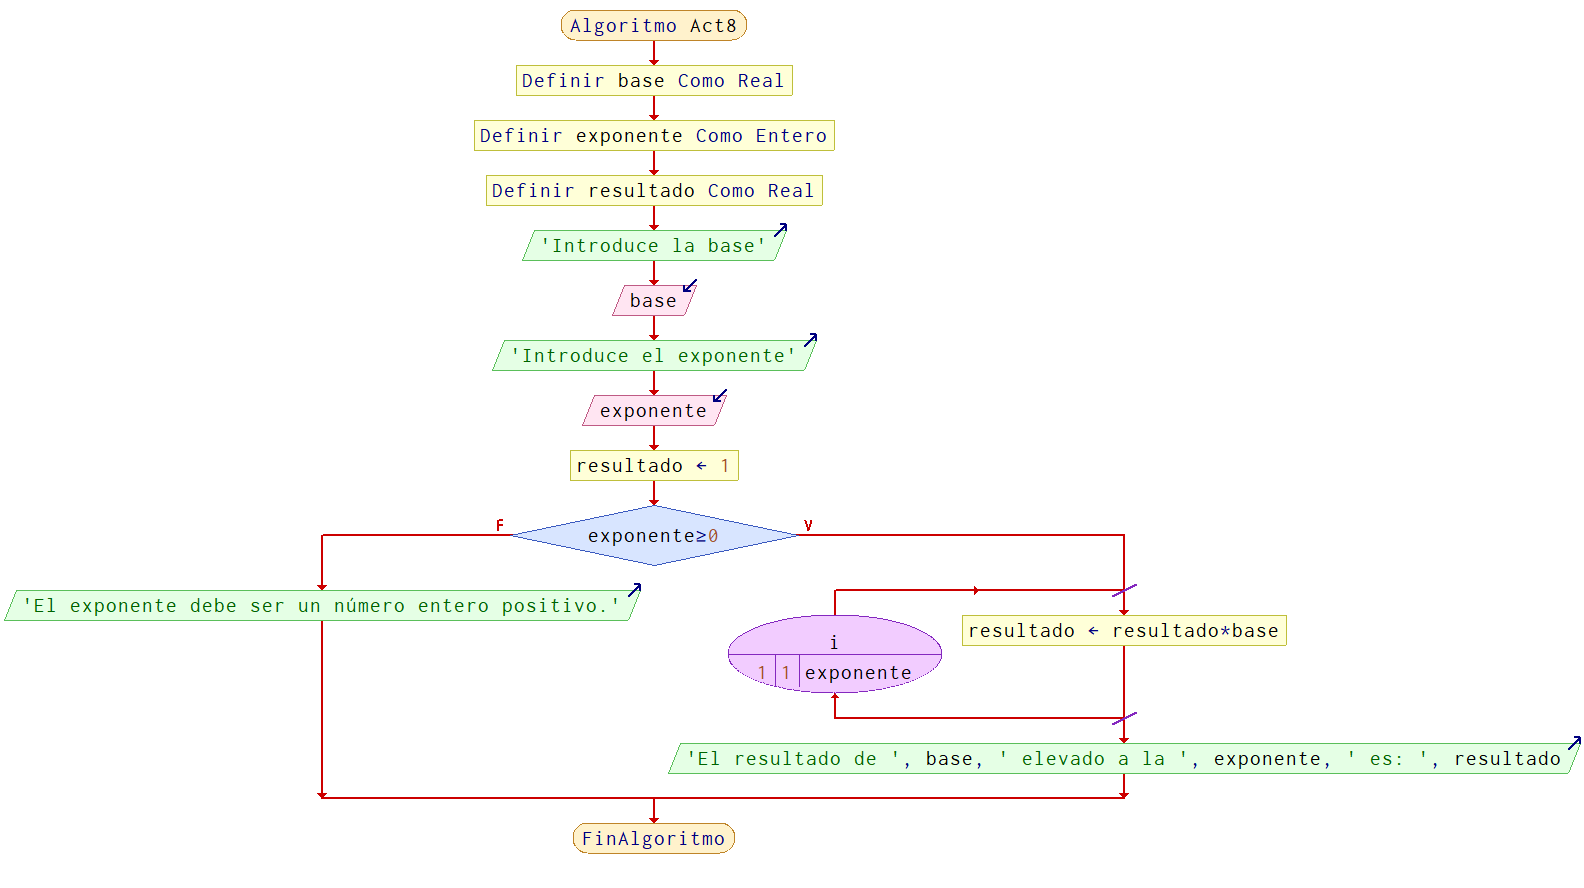 Algoritmo Act8
Definir base Como Real
Definir exponente Como Entero
Definir resultado Como Real
'Introduce la base'
base
'Introduce el exponente'
exponente
resultado ← 1
exponente≥0
F
V
'El exponente debe ser un número entero positivo.'
i
1 1 exponente
resultado ← resultado*base
'El resultado de ', base, ' elevado a la ', exponente, ' es: ', resultado
FinAlgoritmo